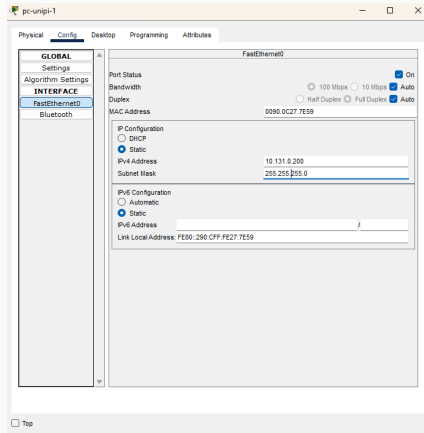 pc-unipi-1
Physical Config Desktop Programming Attributes
GLOBAL
Settings
Algorithm Settings
INTERFACE
FastEthernet0
Bluetooth
FastEthernet0
Port Status On
Bandwidth 100 Mbps 10 Mbps Auto
Duplex Half Duplex Full Duplex Auto
MAC Address 0090.0C27.7E59
IP Configuration
DHCP
Static
IPv4 Address 10.131.0.200
Subnet Mask 255.255.255.0
IPv6 Configuration
Automatic
Static
IPv6 Address /
Link Local Address: FE80::290:CFF:FE27:7E59
Top